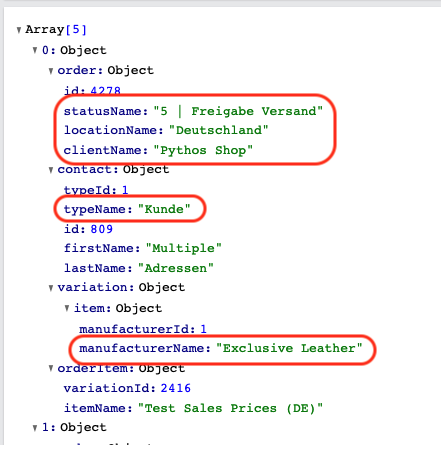 Array[5]
0: Object
order: Object
id: 4278
statusName: "5 | Freigabe Versand"
locationName: "Deutschland"
clientName: "Pythos Shop"
contact: Object
typeId: 1
typeName: "Kunde"
id: 809
firstName: "Multiple"
lastName: "Adressen"
variation: Object
item: Object
manufacturerId: 1
manufacturerName: "Exclusive Leather"
orderItem: Object
variationId: 2416
itemName: "Test Sales Prices (DE)"
1: Object